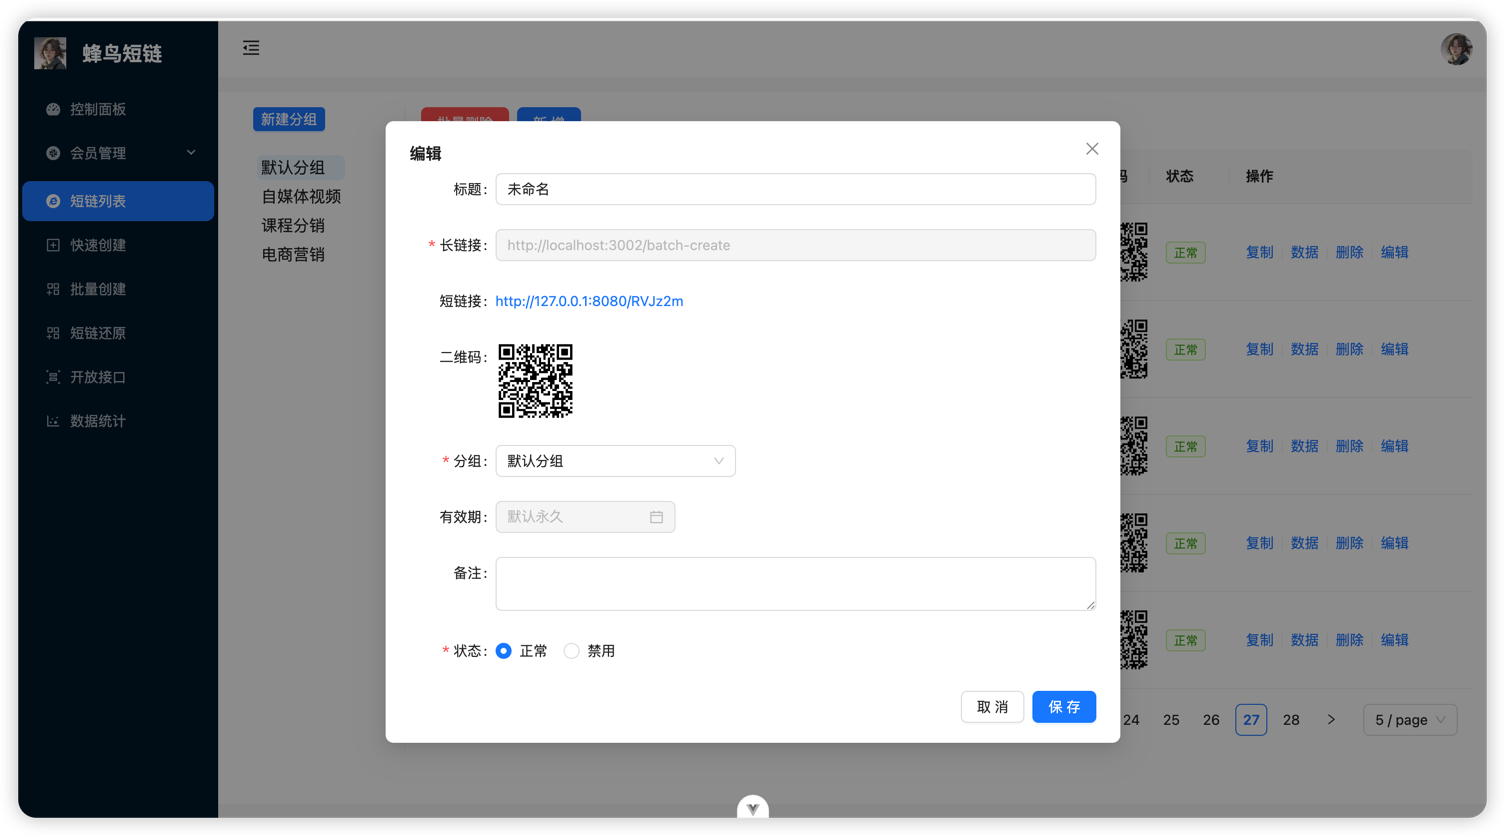 蜂鸟短链
控制面板
会员管理
短链列表
快速创建
批量创建
短链还原
开放接口
数据统计
新建分组
默认分组
自媒体视频
课程分销
电商营销
批量删除 新 增
码 状态 操作
正常 复制 数据 删除 编辑
正常 复制 数据 删除 编辑
正常 复制 数据 删除 编辑
正常 复制 数据 删除 编辑
正常 复制 数据 删除 编辑
24 25 26 27 28 > 5 / page
编辑
标题: 未命名
* 长链接: http://localhost:3002/batch-create
短链接: http://127.0.0.1:8080/RVJz2m
二维码:
* 分组: 默认分组
有效期: 默认永久
备注:
* 状态: 正常 禁用
取 消 保 存